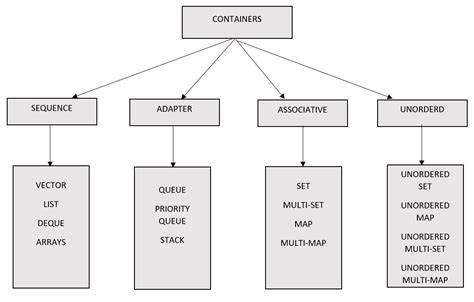 CONTAINERS
SEQUENCE
ADAPTER
ASSOCIATIVE
UNORDERD
VECTOR
LIST
DEQUE
ARRAYS
QUEUE
PRIORITY
QUEUE
STACK
SET
MULTI-SET
MAP
MULTI-MAP
UNORDERED
SET
UNORDERED
MAP
UNORDERED
MULTI-SET
UNORDERED
MULTI-MAP